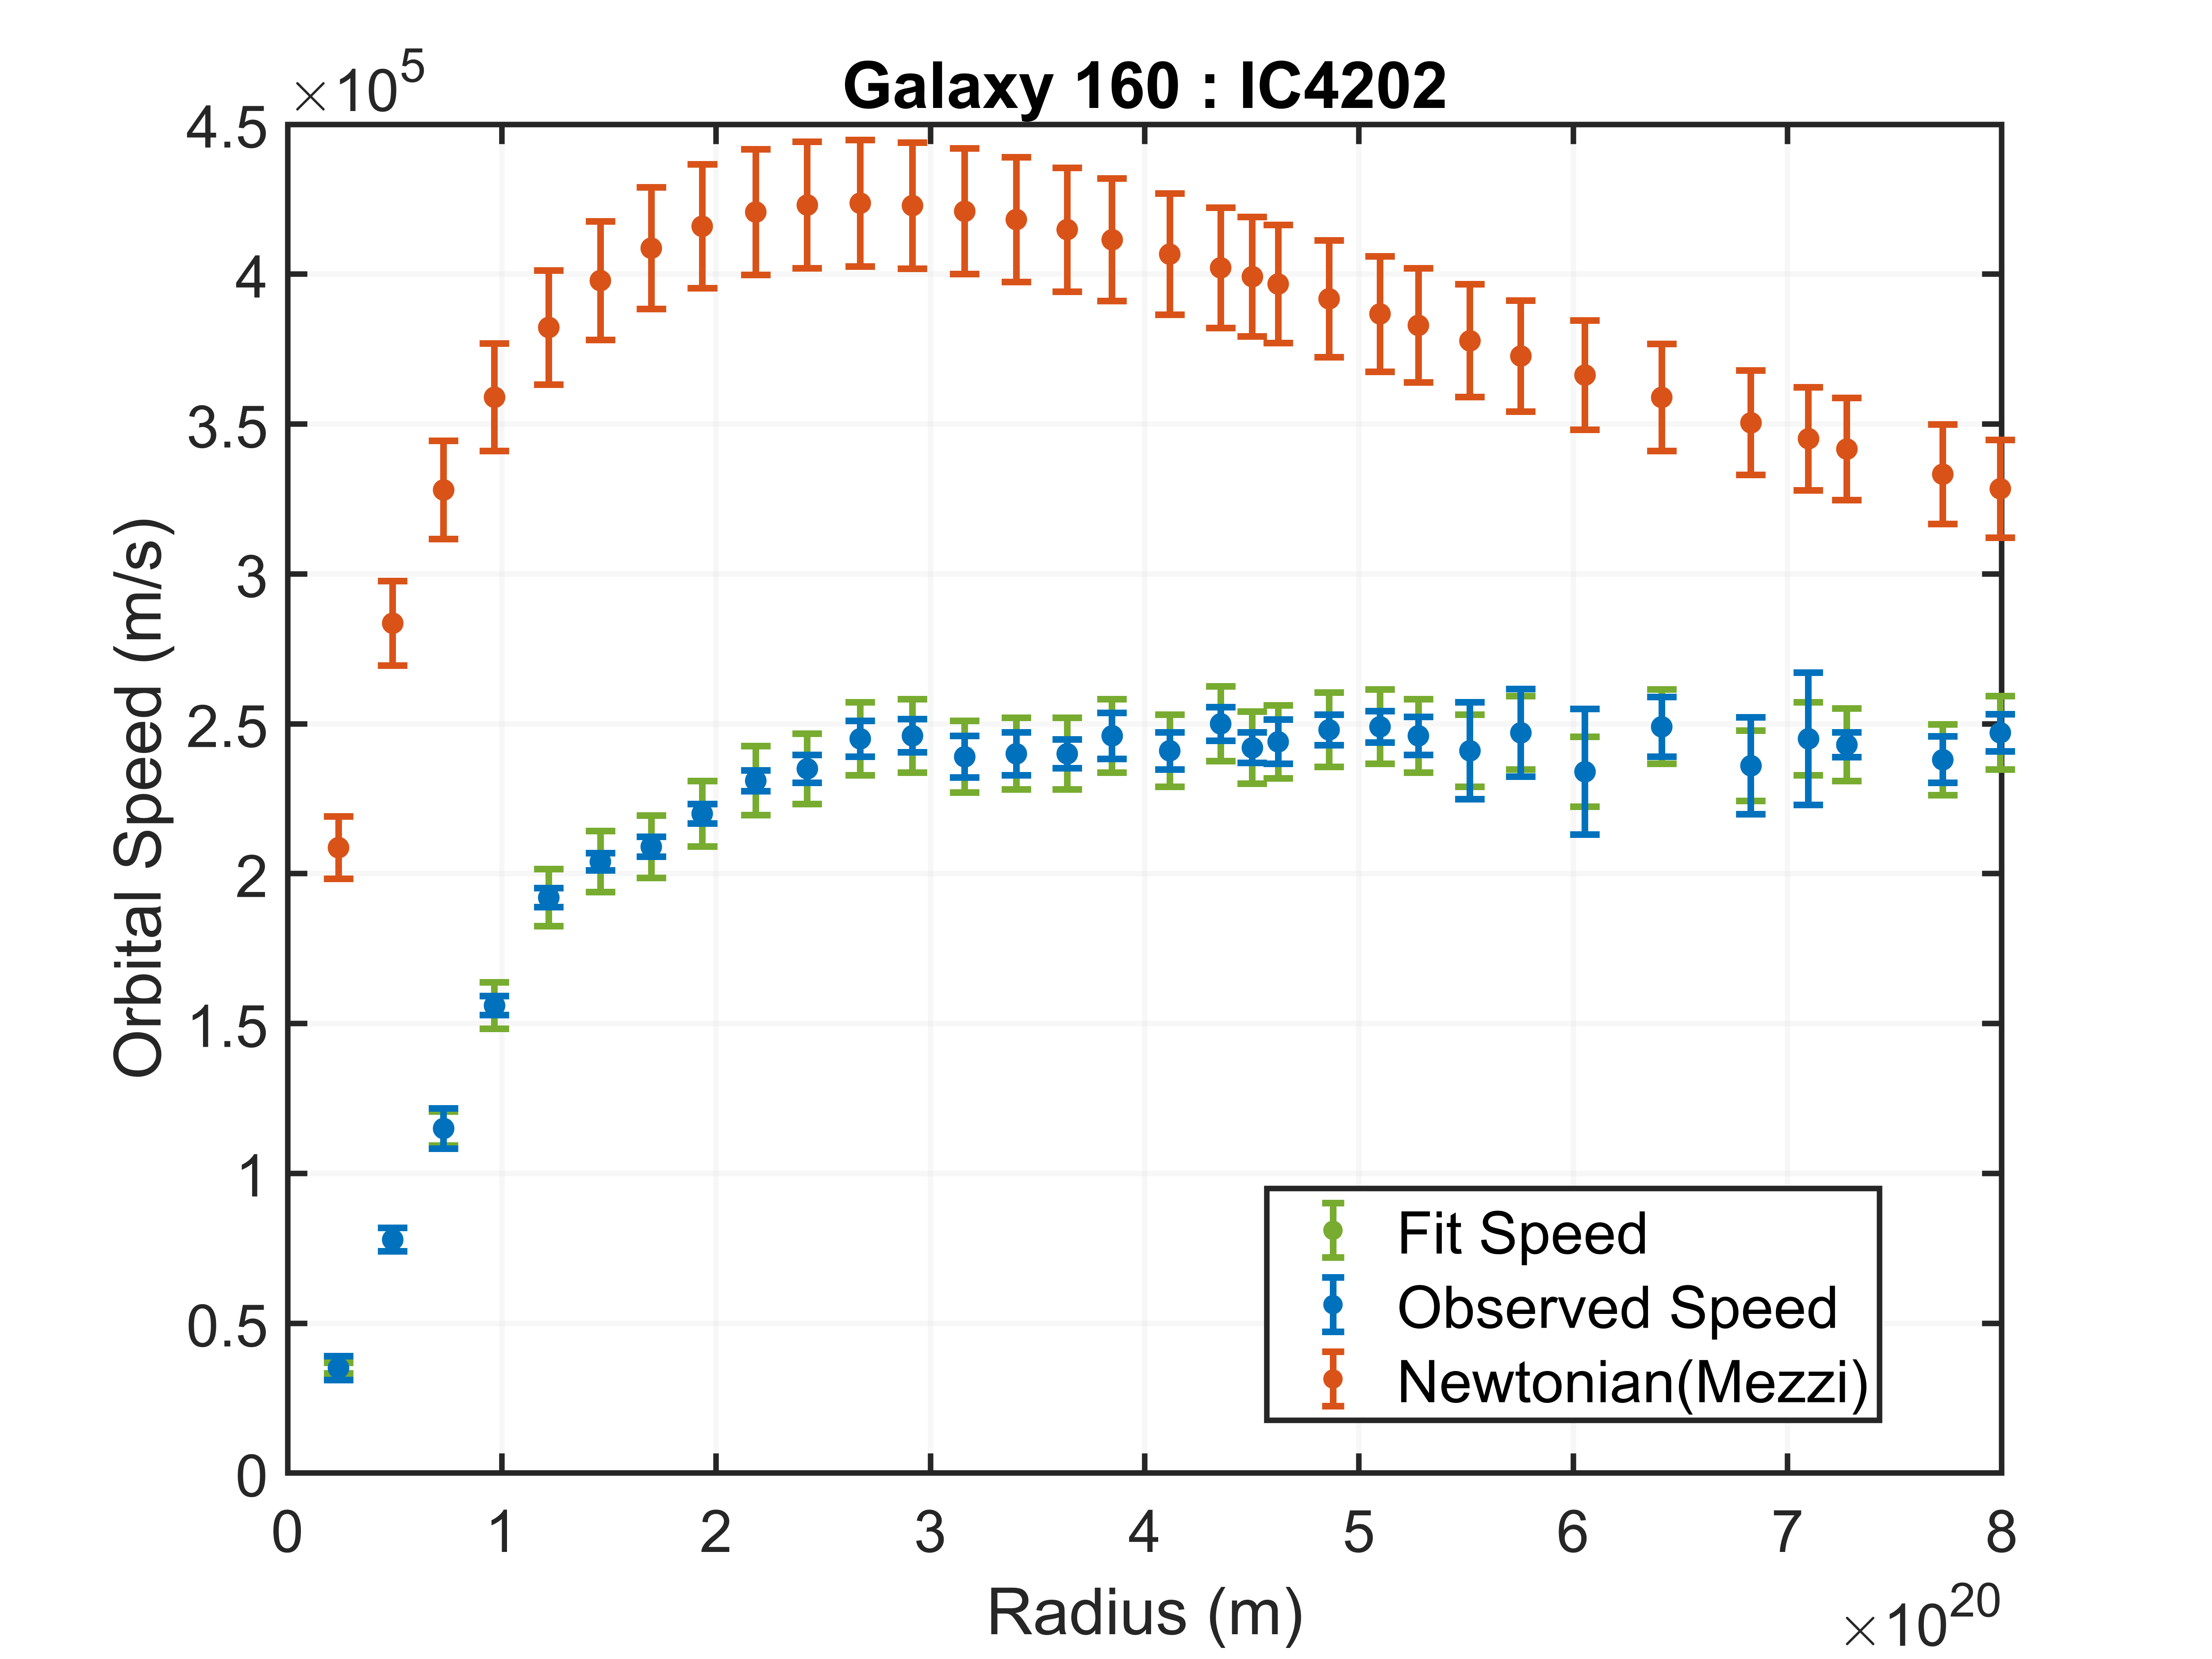 Galaxy 160 : IC4202
×10^5
4.5
4
3.5
3
2.5
2
1.5
1
0.5
0
Orbital Speed (m/s)
0 1 2 3 4 5 6 7 8
Radius (m)
×10^20
Fit Speed
Observed Speed
Newtonian(Mezzi)